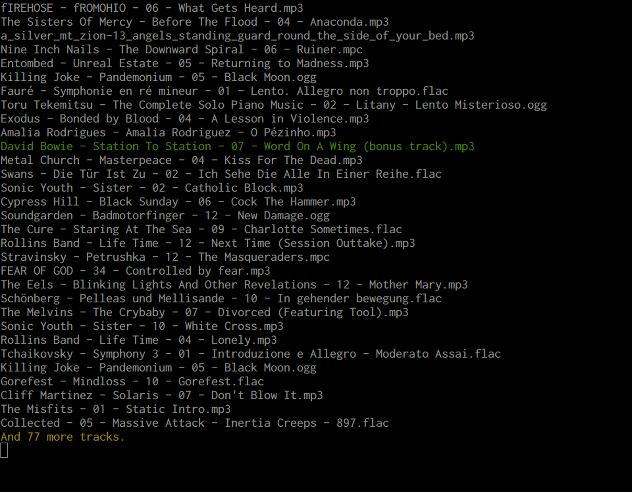 fIREHOSE - fROMOHIO - 06 - What Gets Heard.mp3
The Sisters Of Mercy - Before The Flood - 04 - Anaconda.mp3
a_silver_mt_zion-13_angels_standing_guard_round_the_side_of_your_bed.mp3
Nine Inch Nails - The Downward Spiral - 06 - Ruiner.mpc
Entombed - Unreal Estate - 05 - Returning to Madness.mp3
Killing Joke - Pandemonium - 05 - Black Moon.ogg
Fauré - Symphonie en ré mineur - 01 - Lento. Allegro non troppo.flac
Toru Tekemitsu - The Complete Solo Piano Music - 02 - Litany - Lento Misterioso.ogg
Exodus - Bonded by Blood - 04 - A Lesson in Violence.mp3
Amalia Rodrigues - Amalia Rodriguez - O Pézinho.mp3
David Bowie - Station To Station - 07 - Word On A Wing (bonus track).mp3
Metal Church - Masterpeace - 04 - Kiss For The Dead.mp3
Swans - Die Tür Ist Zu - 02 - Ich Sehe Die Alle In Einer Reihe.flac
Sonic Youth - Sister - 02 - Catholic Block.mp3
Cypress Hill - Black Sunday - 06 - Cock The Hammer.mp3
Soundgarden - Badmotorfinger - 12 - New Damage.ogg
The Cure - Staring At The Sea - 09 - Charlotte Sometimes.flac
Rollins Band - Life Time - 12 - Next Time (Session Outtake).mp3
Stravinsky - Petrushka - 12 - The Masqueraders.mpc
FEAR OF GOD - 34 - Controlled by fear.mp3
The Eels - Blinking Lights And Other Revelations - 12 - Mother Mary.mp3
Schönberg - Pelleas und Mellisande - 10 - In gehender bewegung.flac
The Melvins - The Crybaby - 07 - Divorced (Featuring Tool).mp3
Sonic Youth - Sister - 10 - White Cross.mp3
Rollins Band - Life Time - 04 - Lonely.mp3
Tchaikovsky - Symphony 3 - 01 - Introduzione e Allegro - Moderato Assai.flac
Killing Joke - Pandemonium - 05 - Black Moon.ogg
Gorefest - Mindloss - 10 - Gorefest.flac
Cliff Martinez - Solaris - 07 - Don't Blow It.mp3
The Misfits - 01 - Static Intro.mp3
Collected - 05 - Massive Attack - Inertia Creeps - 897.flac
And 77 more tracks.